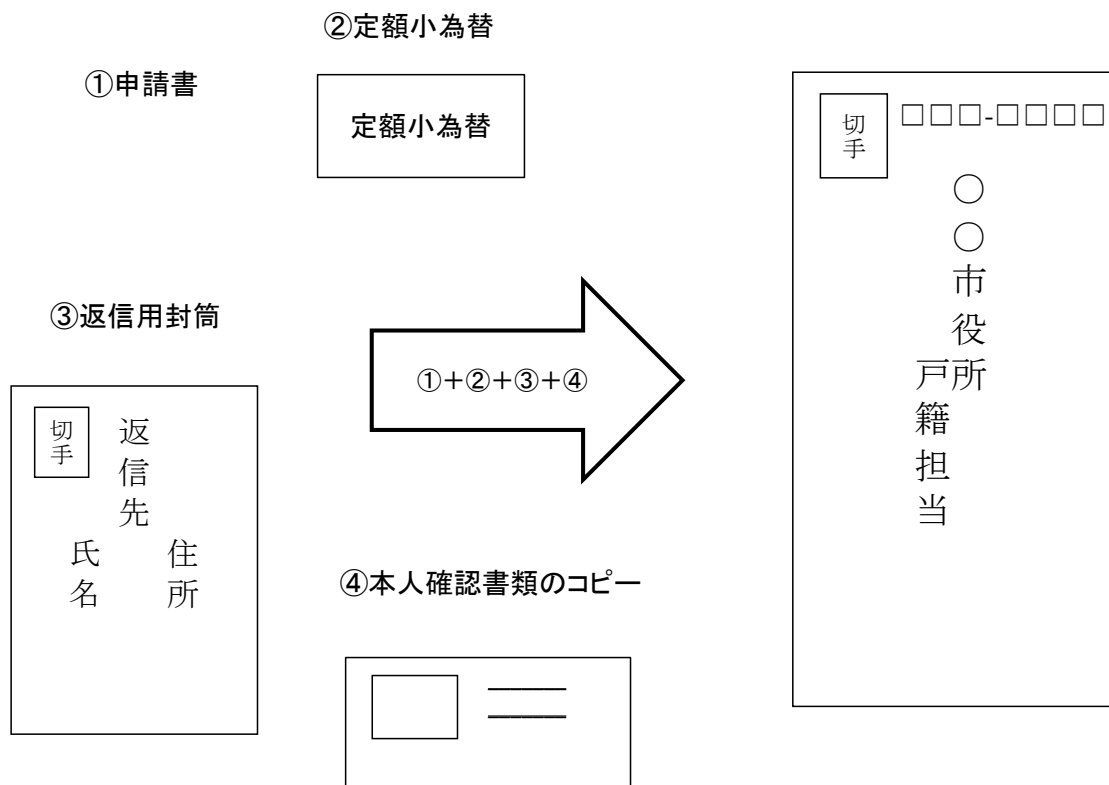 ②定額小為替
①申請書
定額小為替
切手
□□□-□□□□
○○市役所
戸籍担当
③返信用封筒
①+②+③+④
切手
返信先
住所
氏名
④本人確認書類のコピー